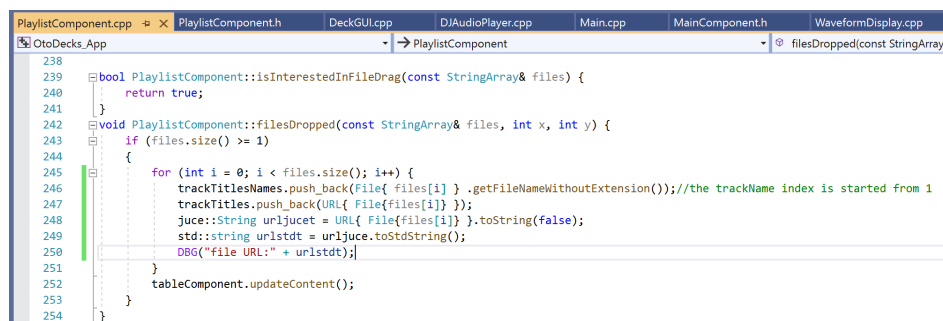 PlaylistComponent.cpp PlaylistComponent.h DeckGUI.cpp DJAudioPlayer.cpp Main.cpp MainComponent.h WaveformDisplay.cpp
OtoDecks_App PlaylistComponent filesDropped(const StringArray
238
239 bool PlaylistComponent::isInterestedInFileDrag(const StringArray& files) {
240 return true;
241 }
242 void PlaylistComponent::filesDropped(const StringArray& files, int x, int y) {
243 if (files.size() >= 1)
244 {
245 for (int i = 0; i < files.size(); i++) {
246 trackTitlesNames.push_back(File{ files[i] } .getFileNameWithoutExtension());//the trackName index is started from 1
247 trackTitles.push_back(URL{ File{files[i]} });
248 juce::String urljucet = URL{ File{files[i]} }.toString(false);
249 std::string urlstdt = urljuce.toStdString();
250 DBG("file URL:" + urlstdt);
251 }
252 tableComponent.updateContent();
253 }
254 }